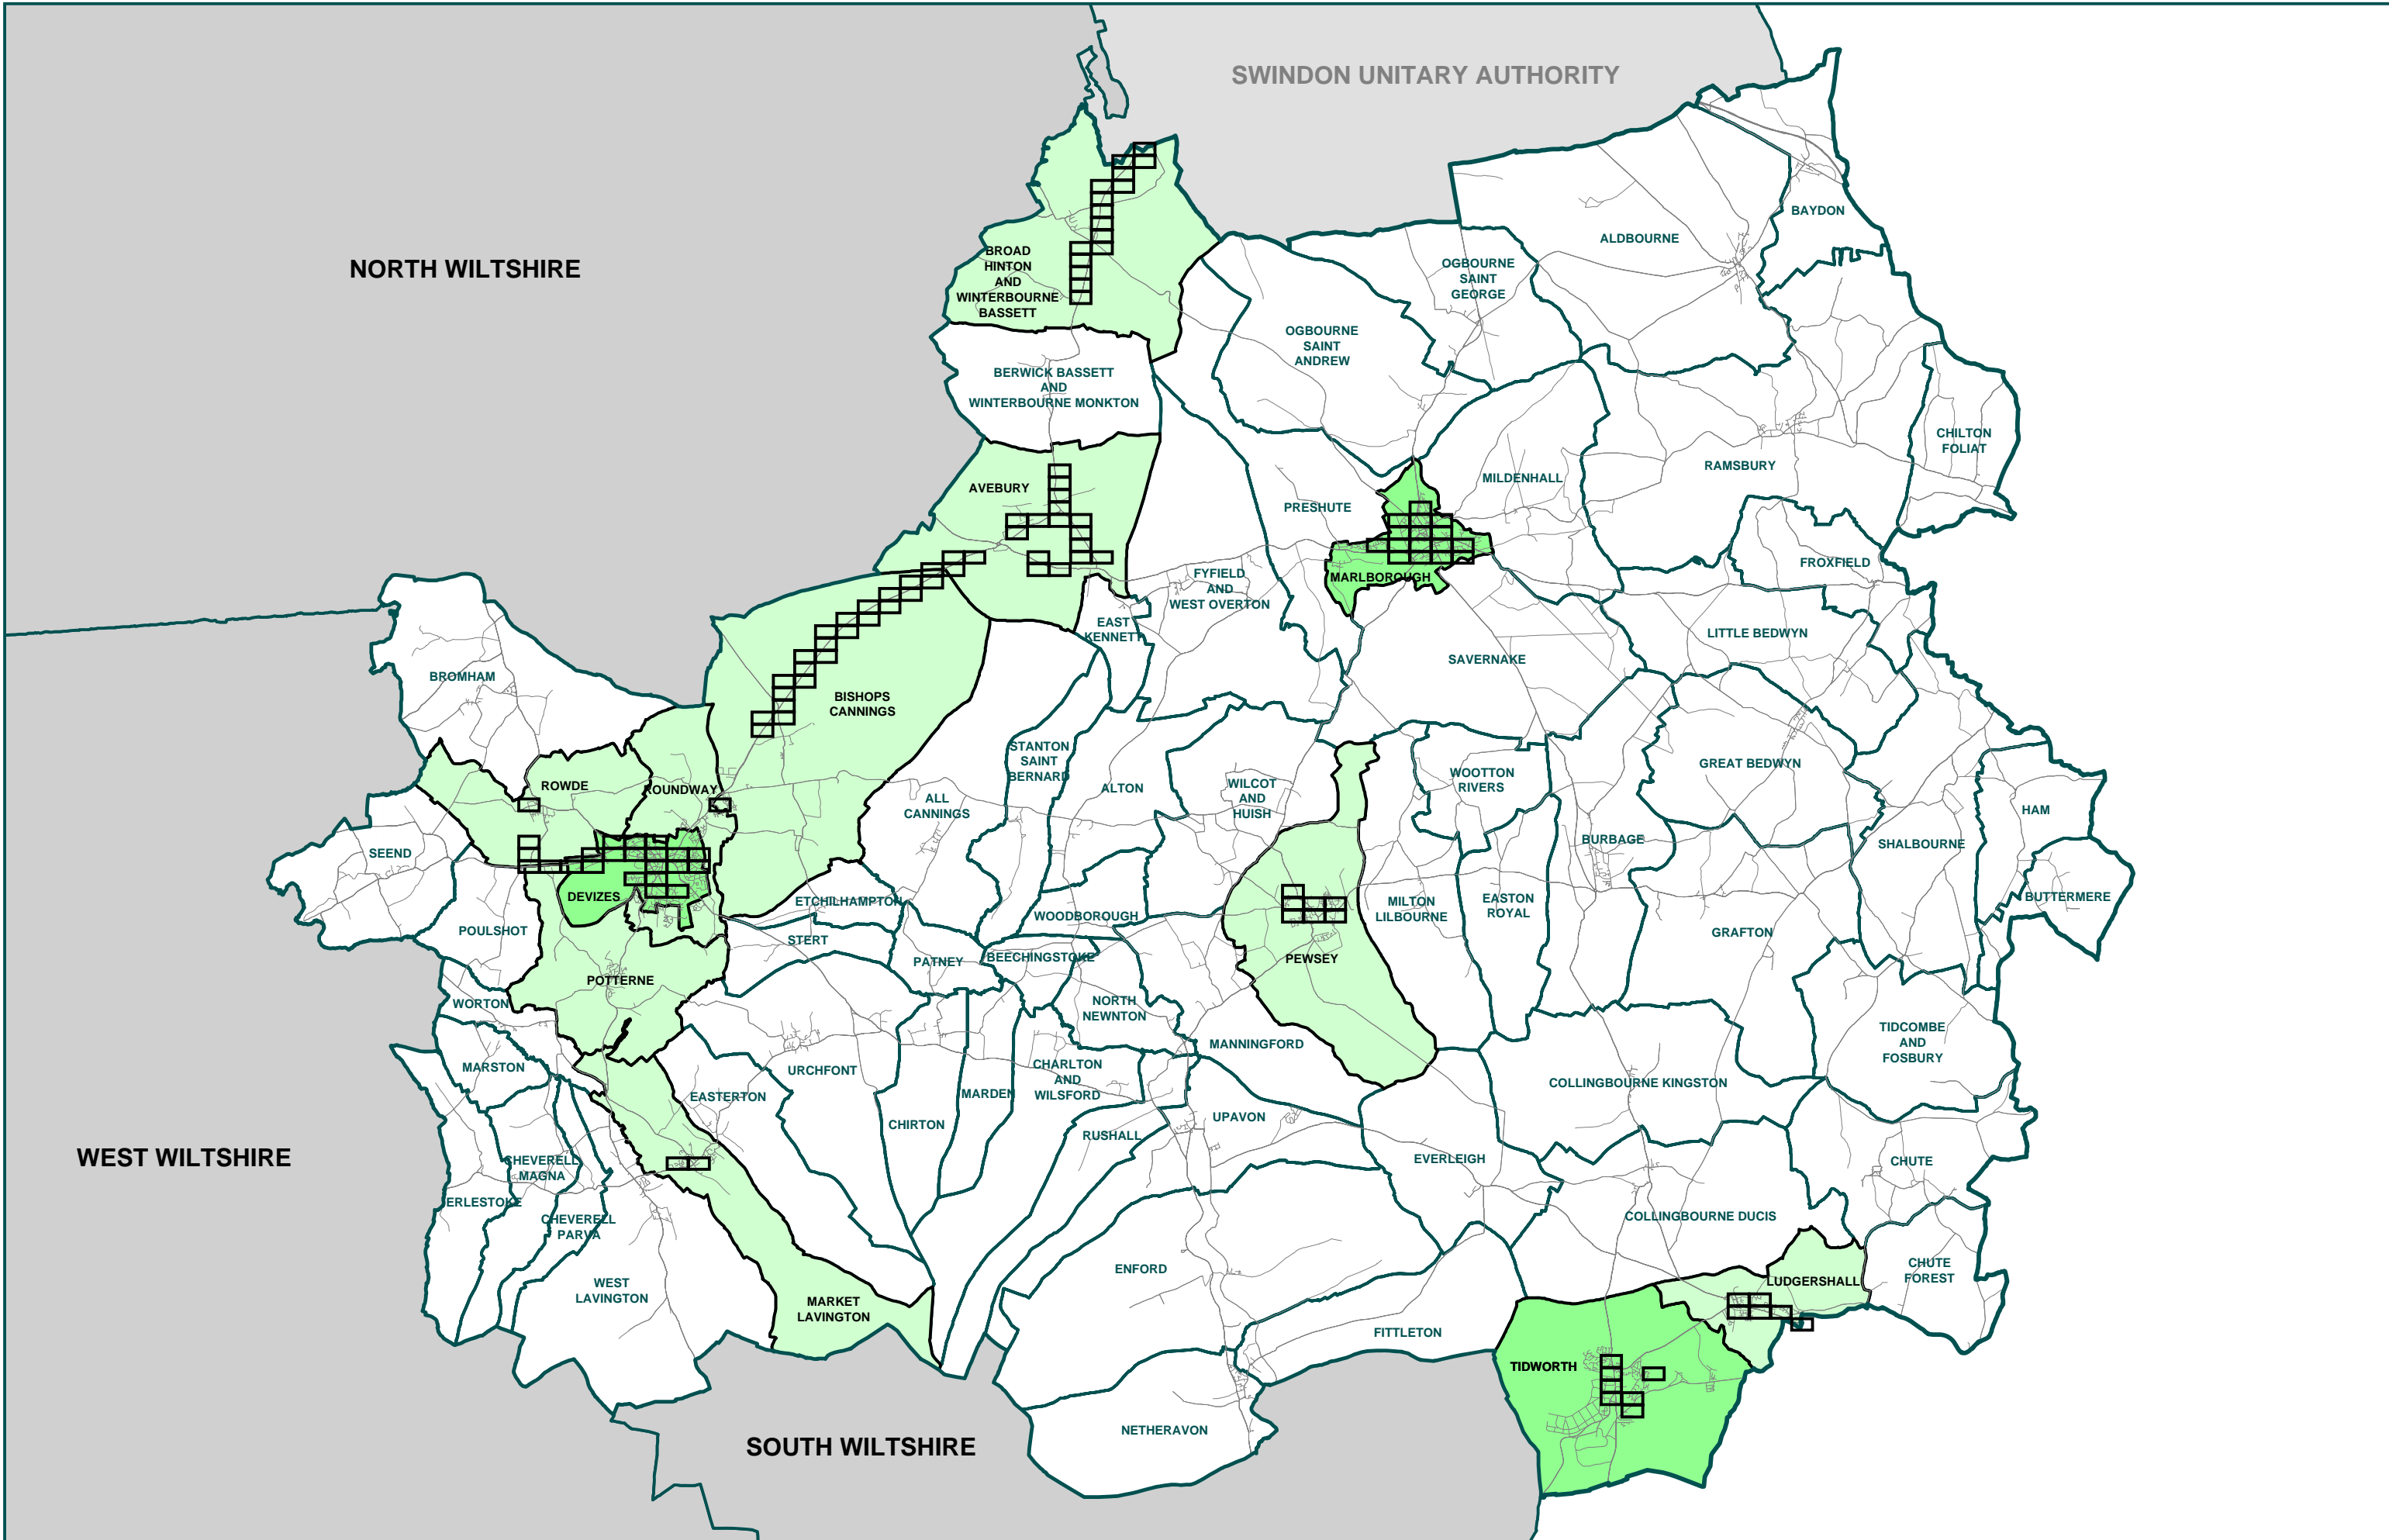 SWINDON UNITARY AUTHORITY
NORTH WILTSHIRE
BAYDON
ALDBOURNE
BROAD
HINTON
AND
WINTERBOURNE
BASSETT
OGBOURNE
SAINT
GEORGE
OGBOURNE
SAINT
ANDREW
BERWICK BASSETT
AND
WINTERBOURNE MONKTON
CHILTON
FOLIAT
RAMSBURY
MILDENHALL
AVEBURY
PRESHUTE
FROXFIELD
MARLBOROUGH
FYFIELD
AND
WEST OVERTON
EAST
KENNETT
LITTLE BEDWYN
SAVERNAKE
BROMHAM
BISHOPS
CANNINGS
STANTON
SAINT
BERNARD
GREAT BEDWYN
WOOTTON
RIVERS
ROWDE
ROUNDWAY
ALTON
WILCOT
AND
HUISH
ALL
CANNINGS
HAM
BURBAGE
SHALBOURNE
SEEND
DEVIZES
ETCHILHAMPTON
MILTON
LILBOURNE
EASTON
ROYAL
BUTTERMERE
WOODBOROUGH
POULSHOT
STERT
GRAFTON
PATNEY
BEECHINGSTOKE
PEWSEY
POTTERNE
WORTON
NORTH
NEWNTON
TIDCOMBE
AND
FOSBURY
MANNINGFORD
MARSTON
URCHFONT
CHARLTON
AND
WILSFORD
COLLINGBOURNE KINGSTON
EASTERTON
MARDEN
CHIRTON
UPAVON
RUSHALL
WEST WILTSHIRE
CHEVERELL
MAGNA
EVERLEIGH
CHUTE
ERLESTOKE
CHEVERELL
PARVA
COLLINGBOURNE DUCIS
ENFORD
CHUTE
FOREST
LUDGERSHALL
WEST
LAVINGTON
MARKET
LAVINGTON
FITTLETON
TIDWORTH
NETHERAVON
SOUTH WILTSHIRE